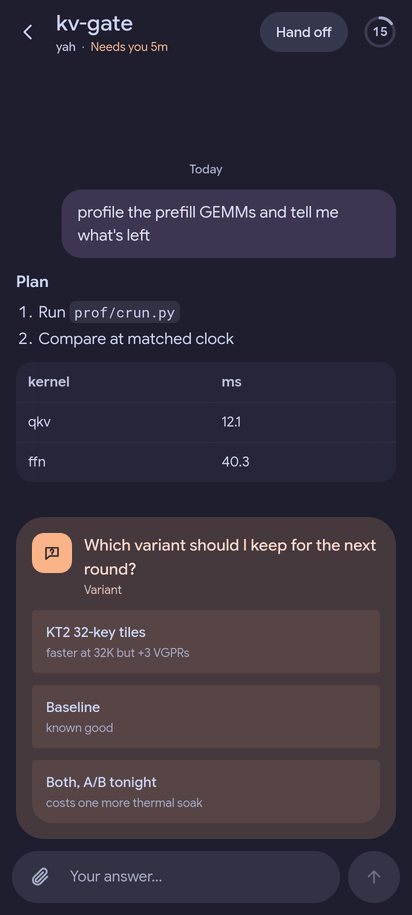 kv-gate
yah · Needs you 5m
Hand off
15
Today
profile the prefill GEMMs and tell me
what's left
Plan
1. Run prof/crun.py
2. Compare at matched clock
kernel ms
qkv 12.1
ffn 40.3
Which variant should I keep for the next
round?
Variant
KT2 32-key tiles
faster at 32K but +3 VGPRs
Baseline
known good
Both, A/B tonight
costs one more thermal soak
Your answer...